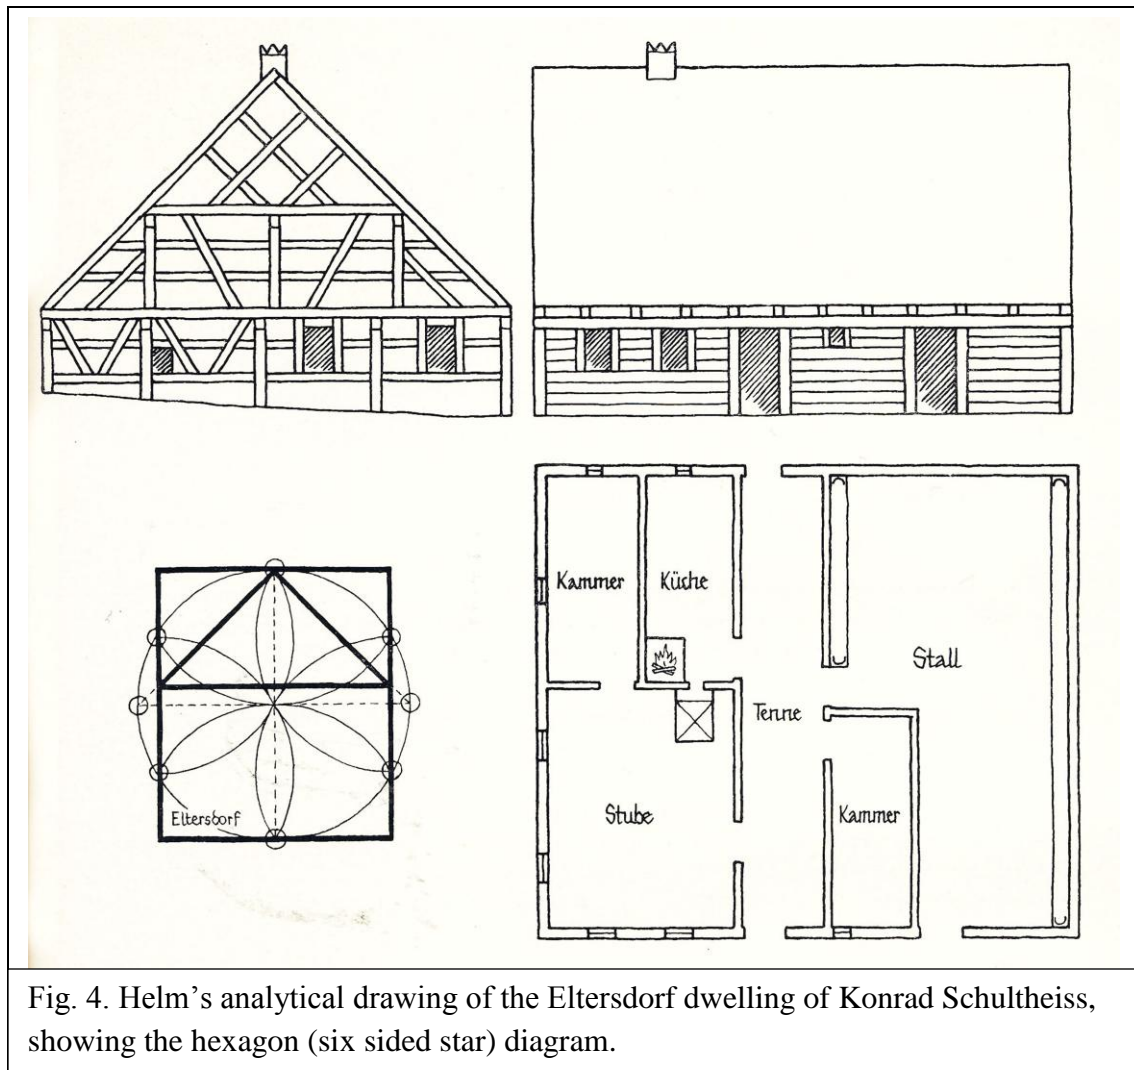 Kammer
Küche
Stall
Tenne
Stube
Kammer
Eltersdorf
Fig. 4. Helm’s analytical drawing of the Eltersdorf dwelling of Konrad Schultheiss,
showing the hexagon (six sided star) diagram.